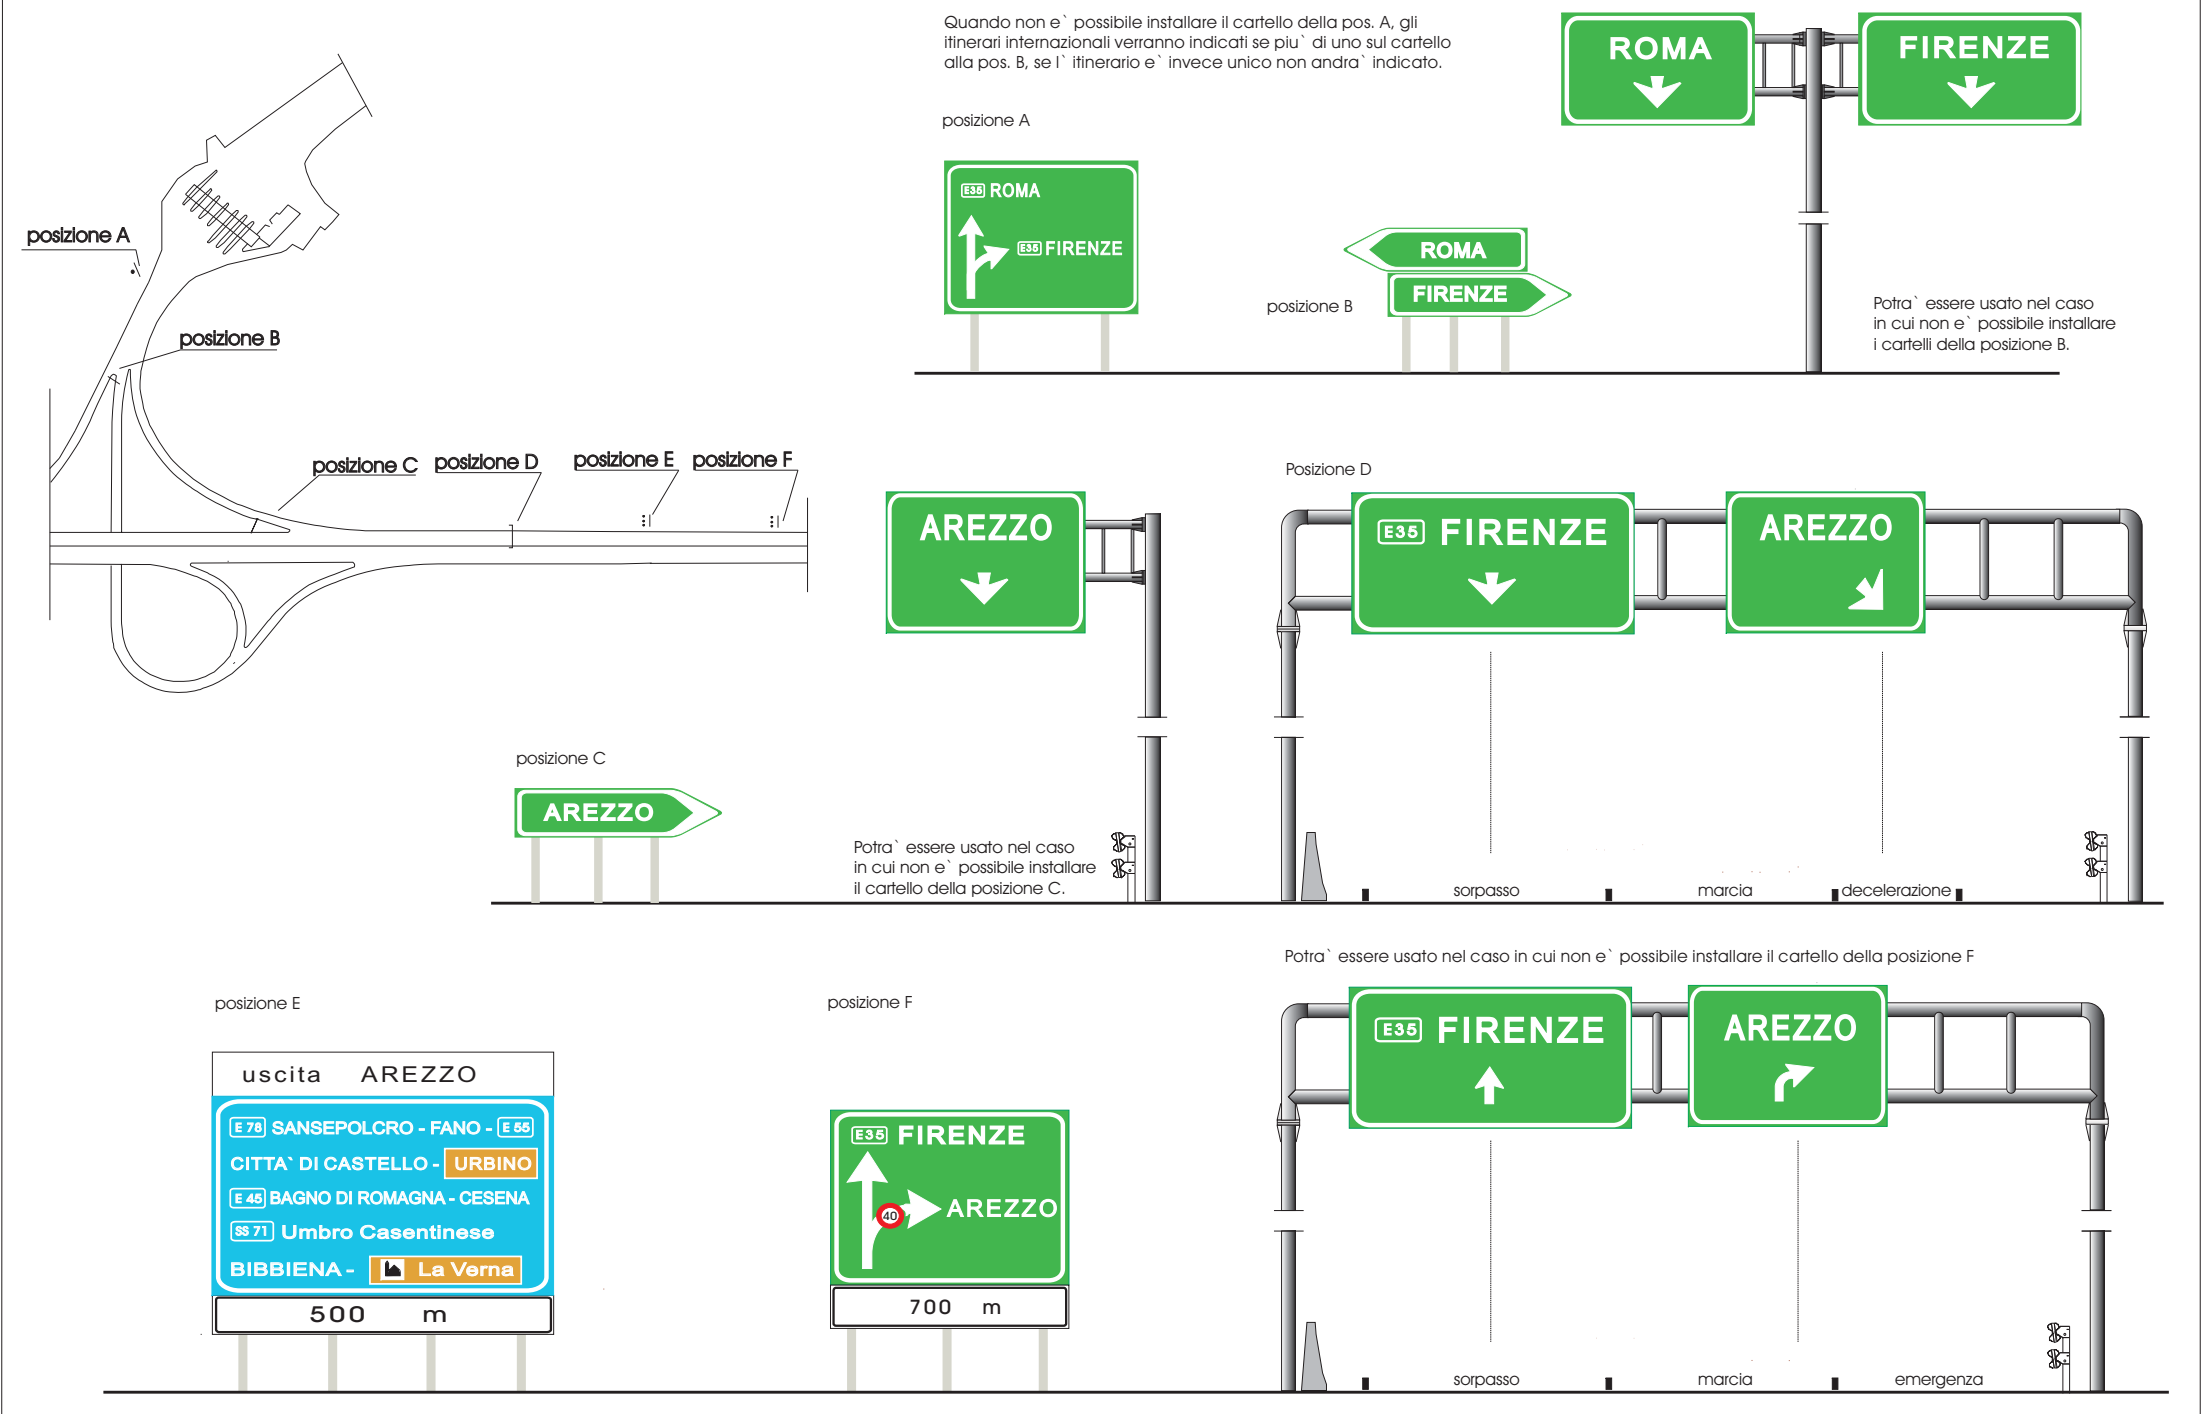 Quando non e` possibile installare il cartello della pos. A, gli
itinerari internazionali verranno indicati se piu` di uno sul cartello
alla pos. B, se l` itinerario e` invece unico non andra` indicato.
ROMA
FIRENZE
posizione A
E35 ROMA
E35 FIRENZE
posizione B
ROMA
FIRENZE
Potra` essere usato nel caso
in cui non e` possibile installare
i cartelli della posizione B.
posizione A
posizione B
posizione C
posizione D
posizione E
posizione F
AREZZO
Posizione D
E35 FIRENZE
AREZZO
posizione C
AREZZO
Potra` essere usato nel caso
in cui non e` possibile installare
il cartello della posizione C.
sorpasso
marcia
decelerazione
Potra` essere usato nel caso in cui non e` possibile installare il cartello della posizione F
posizione E
uscita AREZZO
E 78 SANSEPOLCRO - FANO - E 55
CITTA` DI CASTELLO - URBINO
E 45 BAGNO DI ROMAGNA - CESENA
SS 71 Umbro Casentinese
BIBBIENA - La Verna
500 m
posizione F
E35 FIRENZE
40
AREZZO
700 m
E35 FIRENZE
AREZZO
sorpasso
marcia
emergenza